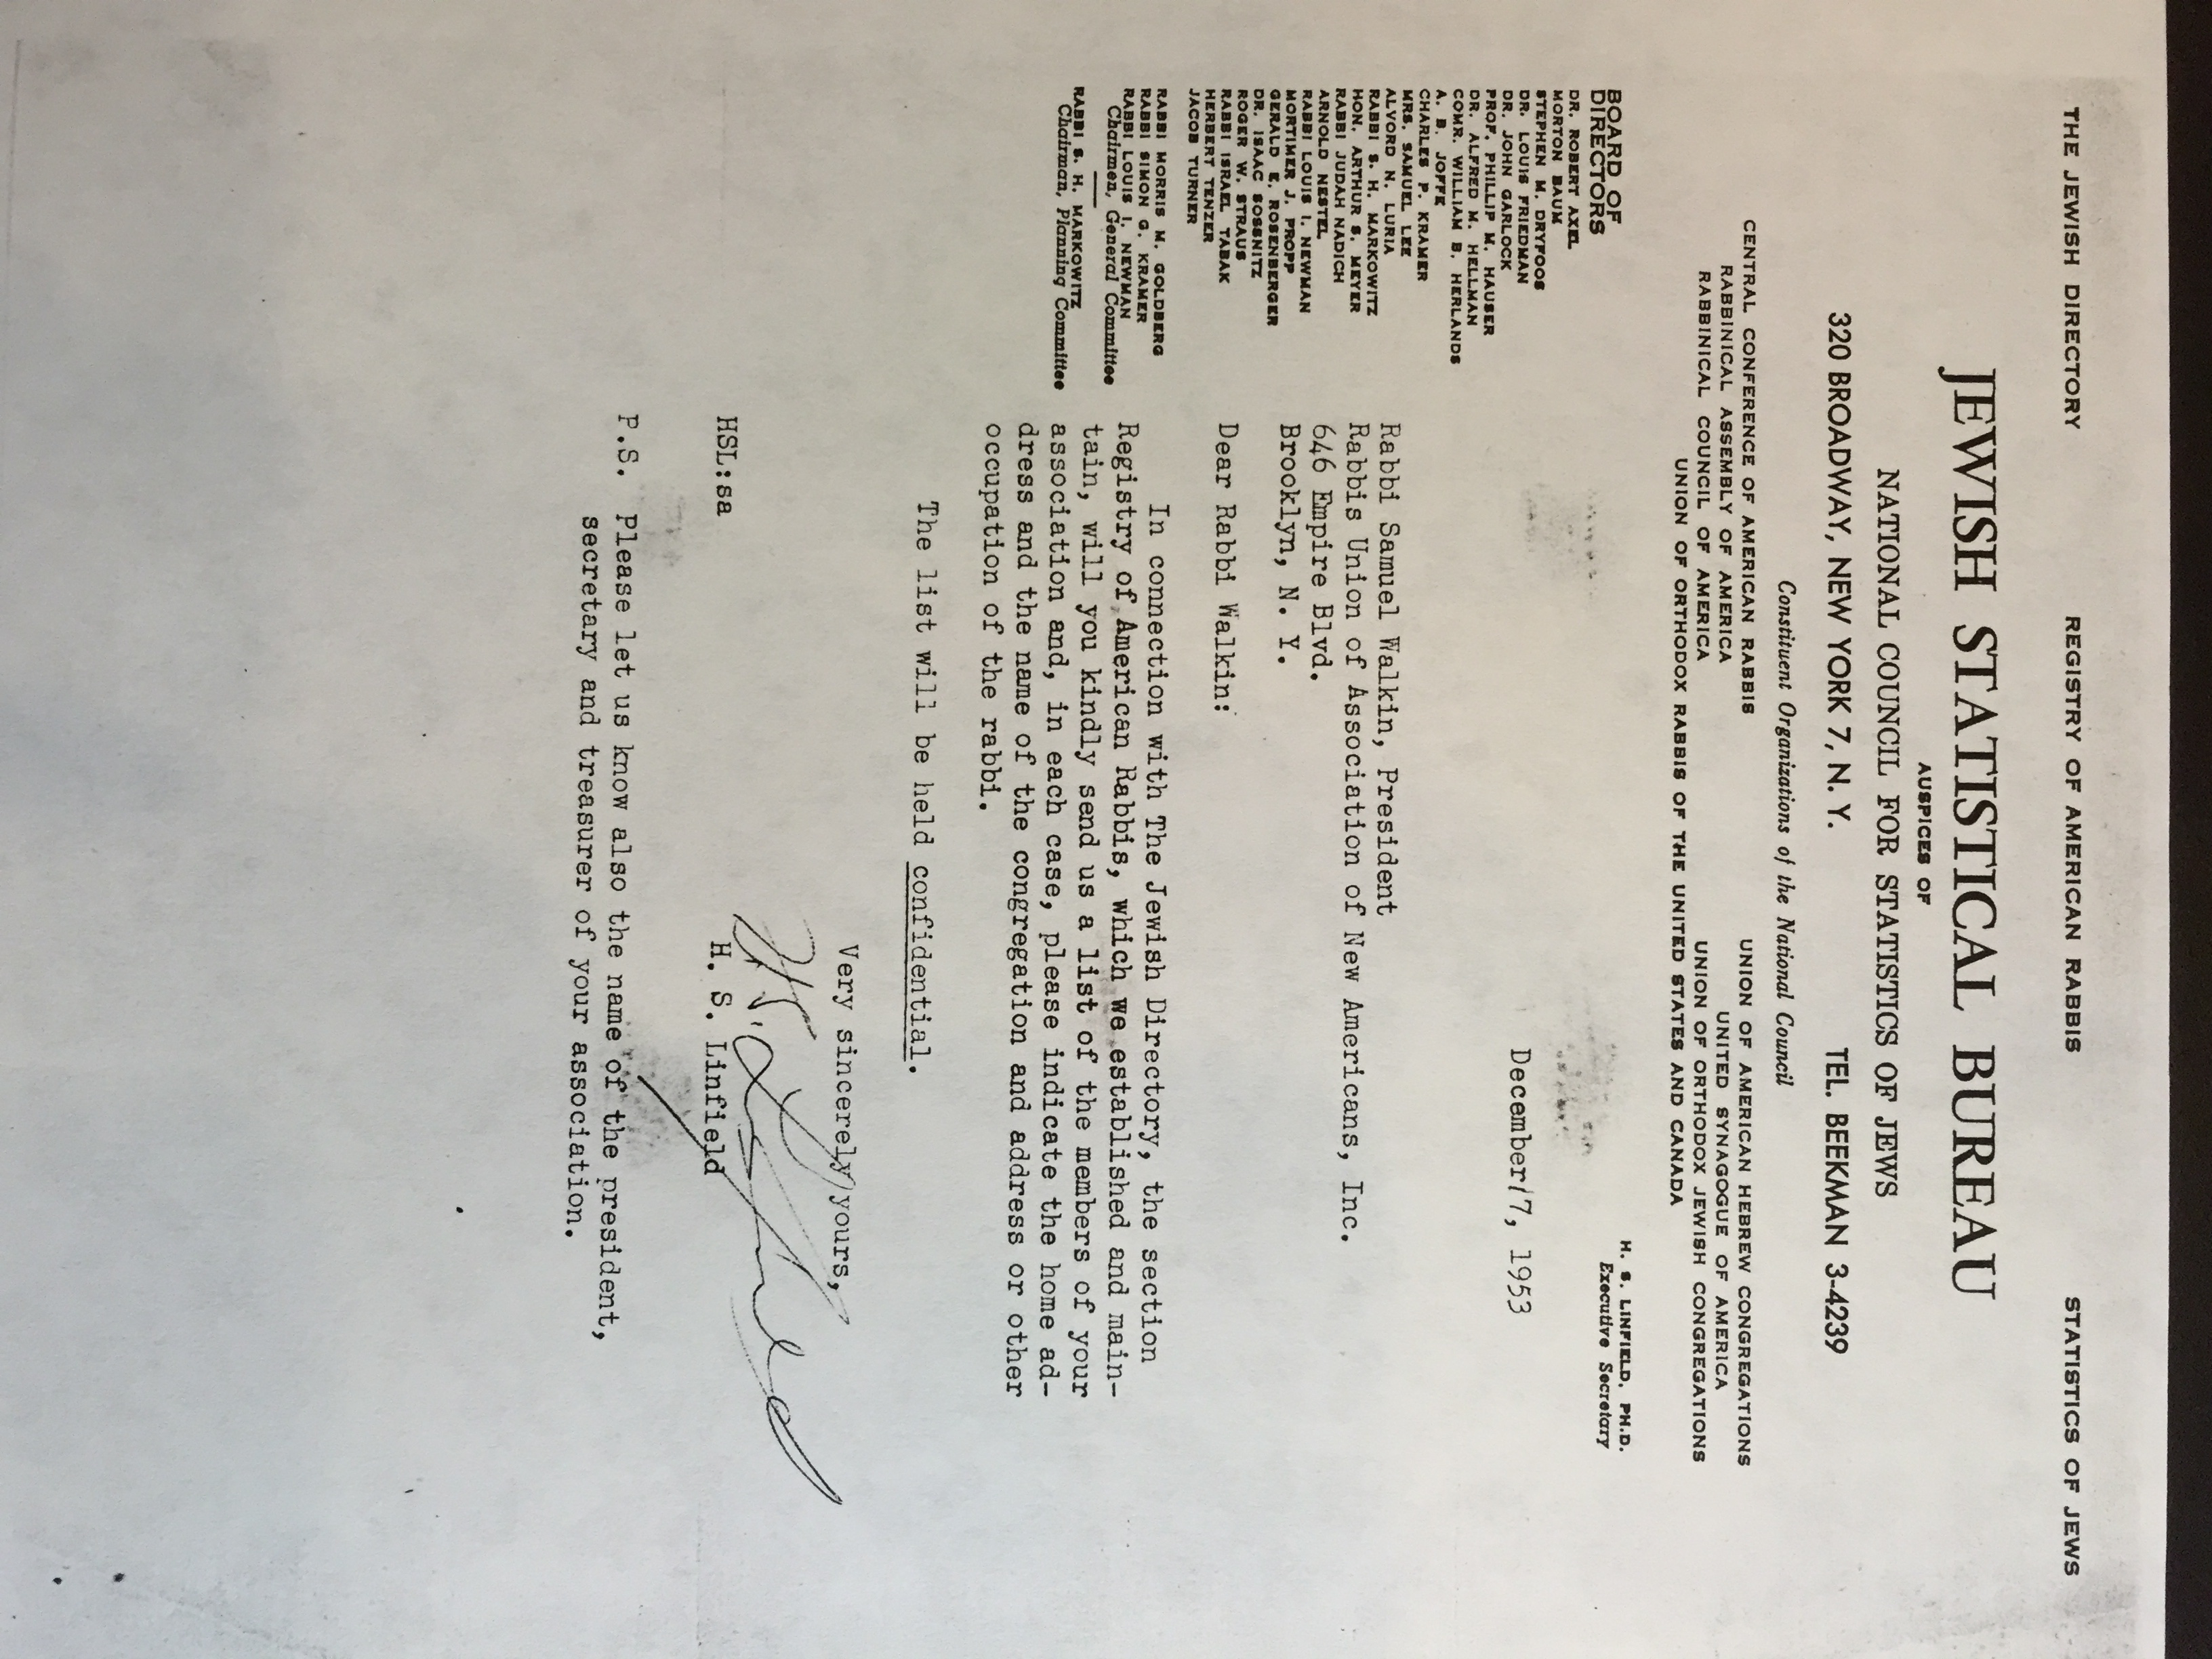 THE JEWISH DIRECTORY REGISTRY OF AMERICAN RABBIS STATISTICS OF JEWS
JEWISH STATISTICAL BUREAU
AUSPICES OF
NATIONAL COUNCIL FOR STATISTICS OF JEWS
320 BROADWAY, NEW YORK 7, N. Y. TEL. BEEKMAN 3-4239
Constituent Organizations of the National Council
CENTRAL CONFERENCE OF AMERICAN RABBIS UNION OF AMERICAN HEBREW CONGREGATIONS
RABBINICAL ASSEMBLY OF AMERICA UNITED SYNAGOGUE OF AMERICA
RABBINICAL COUNCIL OF AMERICA UNION OF ORTHODOX JEWISH CONGREGATIONS
UNION OF ORTHODOX RABBIS OF THE UNITED STATES AND CANADA
H. S. LINFIELD, PH.D.
Executive Secretary
BOARD OF
DIRECTORS
DR. ROBERT AXEL
MORTON BAUM
STEPHEN M. DRYFOOS
DR. LOUIS FRIEDMAN
DR. JOHN GARLOCK
PROF. PHILLIP M. HAUSER
DR. ALFRED M. HELLMAN
COMR. WILLIAM B. HERLANDS
A. B. JOFFE
CHARLES P. KRAMER
MRS. SAMUEL LEE
ALVORD N. LURIA
RABBI S. H. MARKOWITZ
HON. ARTHUR S. MEYER
RABBI JUDAH NADICH
ARNOLD NESTEL
RABBI LOUIS I. NEWMAN
MORTIMER J. PROPP
GERALD E. ROSENBERGER
DR. ISAAC SOSSNITZ
ROGER W. STRAUS
RABBI ISRAEL TABAK
HERBERT TENZER
JACOB TURNER
RABBI MORRIS M. GOLDBERG
RABBI SIMON G. KRAMER
RABBI LOUIS I. NEWMAN
Chairmen, General Committee
RABBI S. H. MARKOWITZ
Chairman, Planning Committee
December 17, 1953
Rabbi Samuel Walkin, President
Rabbis Union of Association of New Americans, Inc.
646 Empire Blvd.
Brooklyn, N. Y.
Dear Rabbi Walkin:
In connection with The Jewish Directory, the section
Registry of American Rabbis, which we established and main-
tain, will you kindly send us a list of the members of your
association and, in each case, please indicate the home ad-
dress and the name of the congregation and address or other
occupation of the rabbi.
The list will be held confidential.
Very sincerely yours,
H. S. Linfield
H. S. Linfield
HSL:sa
P.S. Please let us know also the name of the president,
secretary and treasurer of your association.